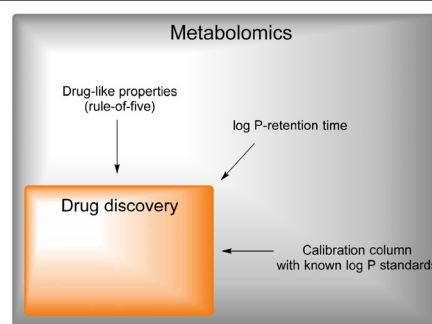 Metabolomics
Drug-like properties
(rule-of-five)
log P-retention time
Drug discovery
Calibration column
with known log P standards